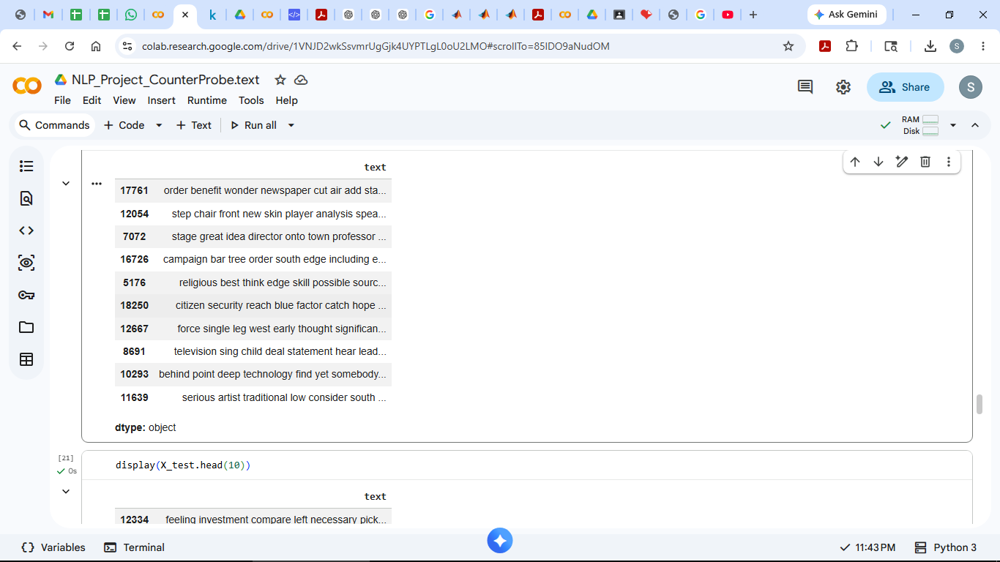 Ask Gemini
colab.research.google.com/drive/1VNJD2wkSsvmrUgGjk4UYPTLgL0oU2LMO#scrollTo=85IDO9aNudOM
S
NLP_Project_CounterProbe.text
File Edit View Insert Runtime Tools Help
Share
S
Commands + Code + Text Run all
RAM
Disk
text
17761 order benefit wonder newspaper cut air add sta...
12054 step chair front new skin player analysis spea...
7072 stage great idea director onto town professor ...
16726 campaign bar tree order south edge including e...
5176 religious best think edge skill possible sourc...
18250 citizen security reach blue factor catch hope ...
12667 force single leg west early thought significan...
8691 television sing child deal statement hear lead...
10293 behind point deep technology find yet somebody...
11639 serious artist traditional low consider south ...
dtype: object
[21]
0s
display(X_test.head(10))
text
12334 feeling investment compare left necessary pick...
Variables Terminal
11:43 PM Python 3